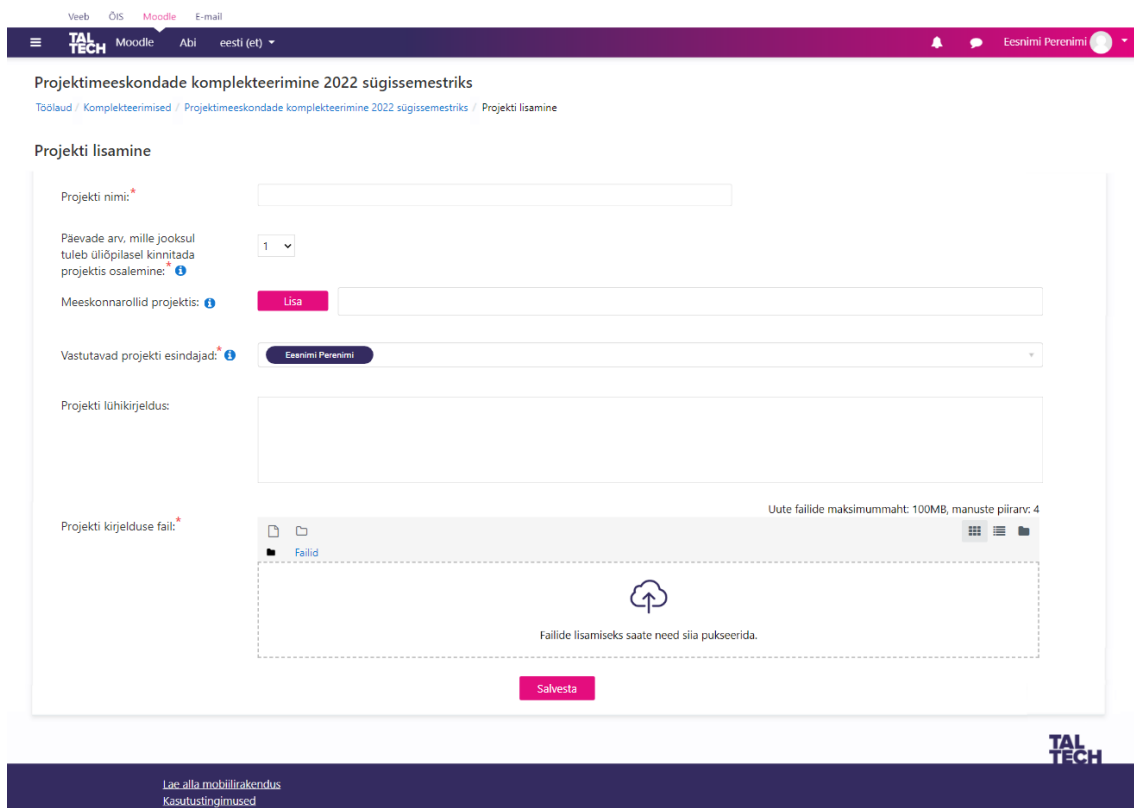 Veeb ÕIS Moodle E-mail
TAL TECH Moodle Abi eesti (et) Eesnimi Perenimi
Projektimeeskondade komplekteerimine 2022 sügissemestriks
Töölaud / Komplekteerimised / Projektimeeskondade komplekteerimine 2022 sügissemestriks / Projekti lisamine
Projekti lisamine
Projekti nimi:*
Päevade arv, mille jooksul
tuleb üliõpilasel kinnitada
projektis osalemine:*
1
Meeskonnarollid projektis:
Lisa
Vastutavad projekti esindajad:*
Eesnimi Perenimi
Projekti lühikirjeldus:
Uute failide maksimummaht: 100MB, manuste piirarv: 4
Projekti kirjelduse fail:*
Failid
Failide lisamiseks saate need siia pukseerida.
Salvesta
TAL
TECH
Lae alla mobiilirakendus
Kasutustingimused